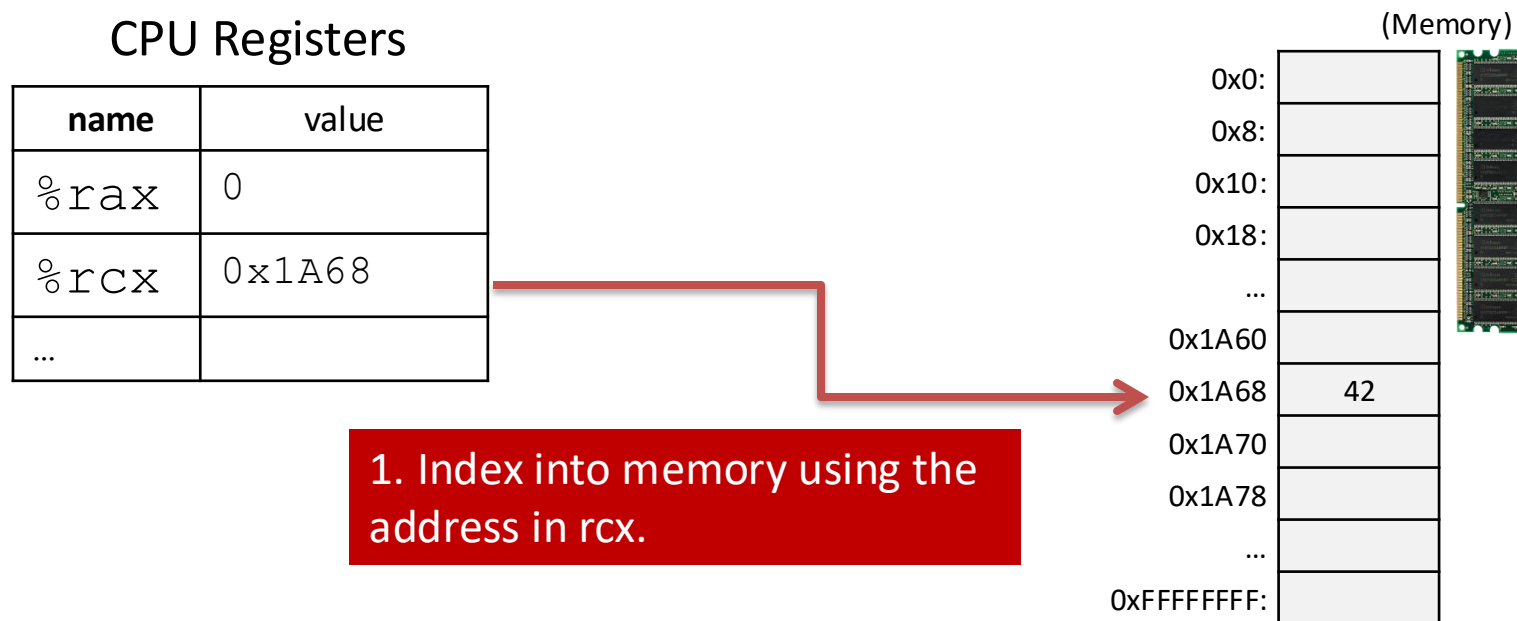 CPU Registers
name value
%rax 0
%rcx 0x1A68
…
1. Index into memory using the
address in rcx.
(Memory)
0x0:
0x8:
0x10:
0x18:
…
0x1A60
0x1A68 42
0x1A70
0x1A78
…
0xFFFFFFFF: